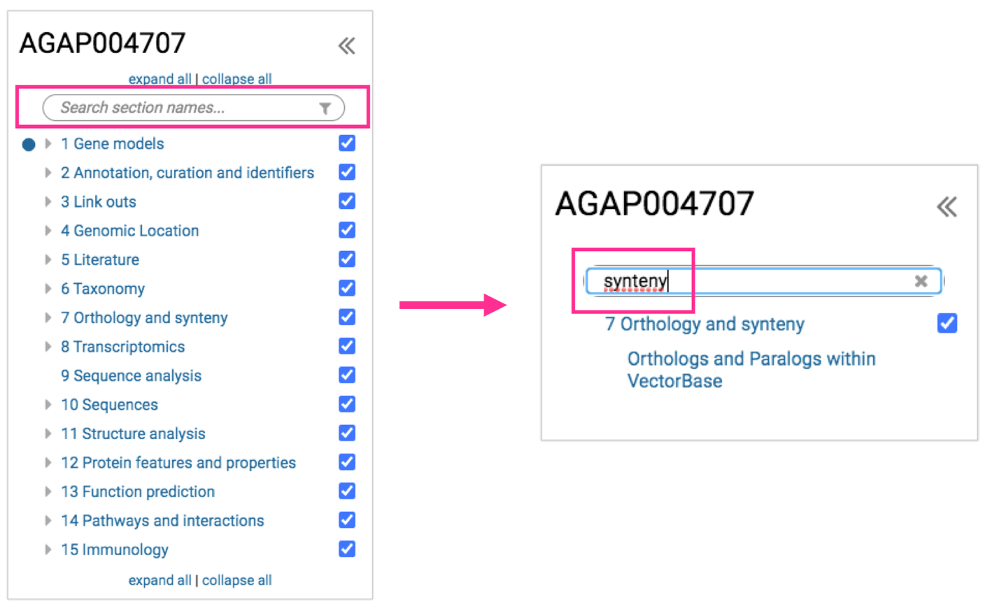 AGAP004707
expand all | collapse all
Search section names...
1 Gene models
2 Annotation, curation and identifiers
3 Link outs
4 Genomic Location
5 Literature
6 Taxonomy
7 Orthology and synteny
8 Transcriptomics
9 Sequence analysis
10 Sequences
11 Structure analysis
12 Protein features and properties
13 Function prediction
14 Pathways and interactions
15 Immunology
expand all | collapse all
AGAP004707
synteny
7 Orthology and synteny
Orthologs and Paralogs within
VectorBase